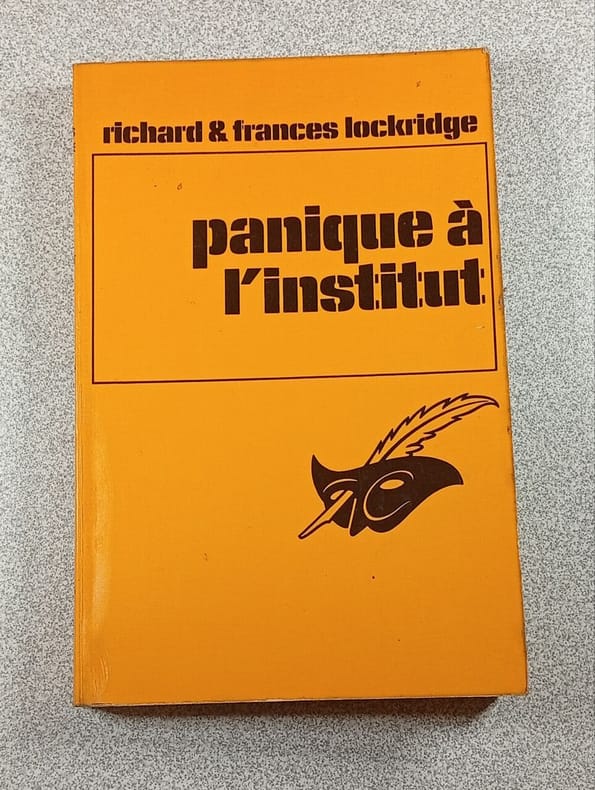 richard & frances lockridge
panique à
l'institut